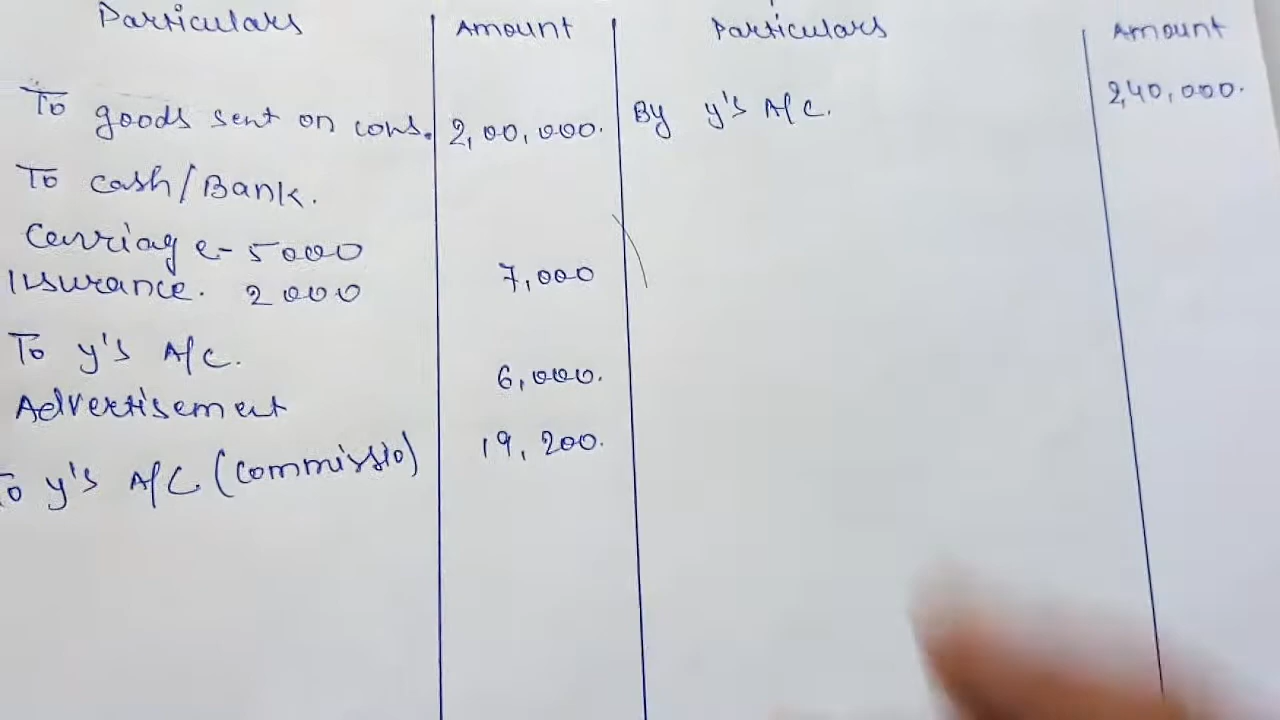 Particulars Amount Particulars Amount
To goods sent on cons. 2,00,000. By y's A/C. 2,40,000.
To cash/Bank.
Carriage - 5000
Insurance. 2000 7,000
To y's A/C. 6,000.
Advertisement
To y's A/C (commissio) 19,200.